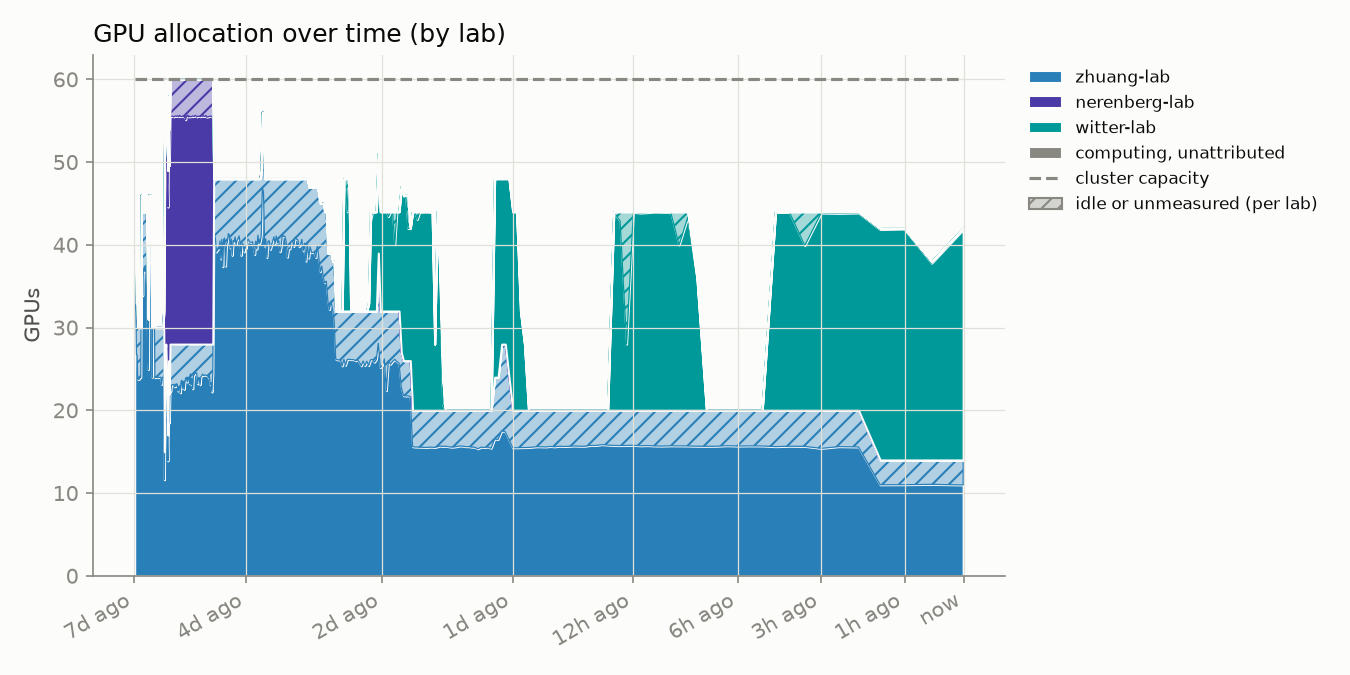 GPU allocation over time (by lab)
60
50
40
30
20
10
0
GPUs
7d ago
4d ago
2d ago
1d ago
12h ago
6h ago
3h ago
1h ago
now
zhuang-lab
nerenberg-lab
witter-lab
computing, unattributed
cluster capacity
idle or unmeasured (per lab)